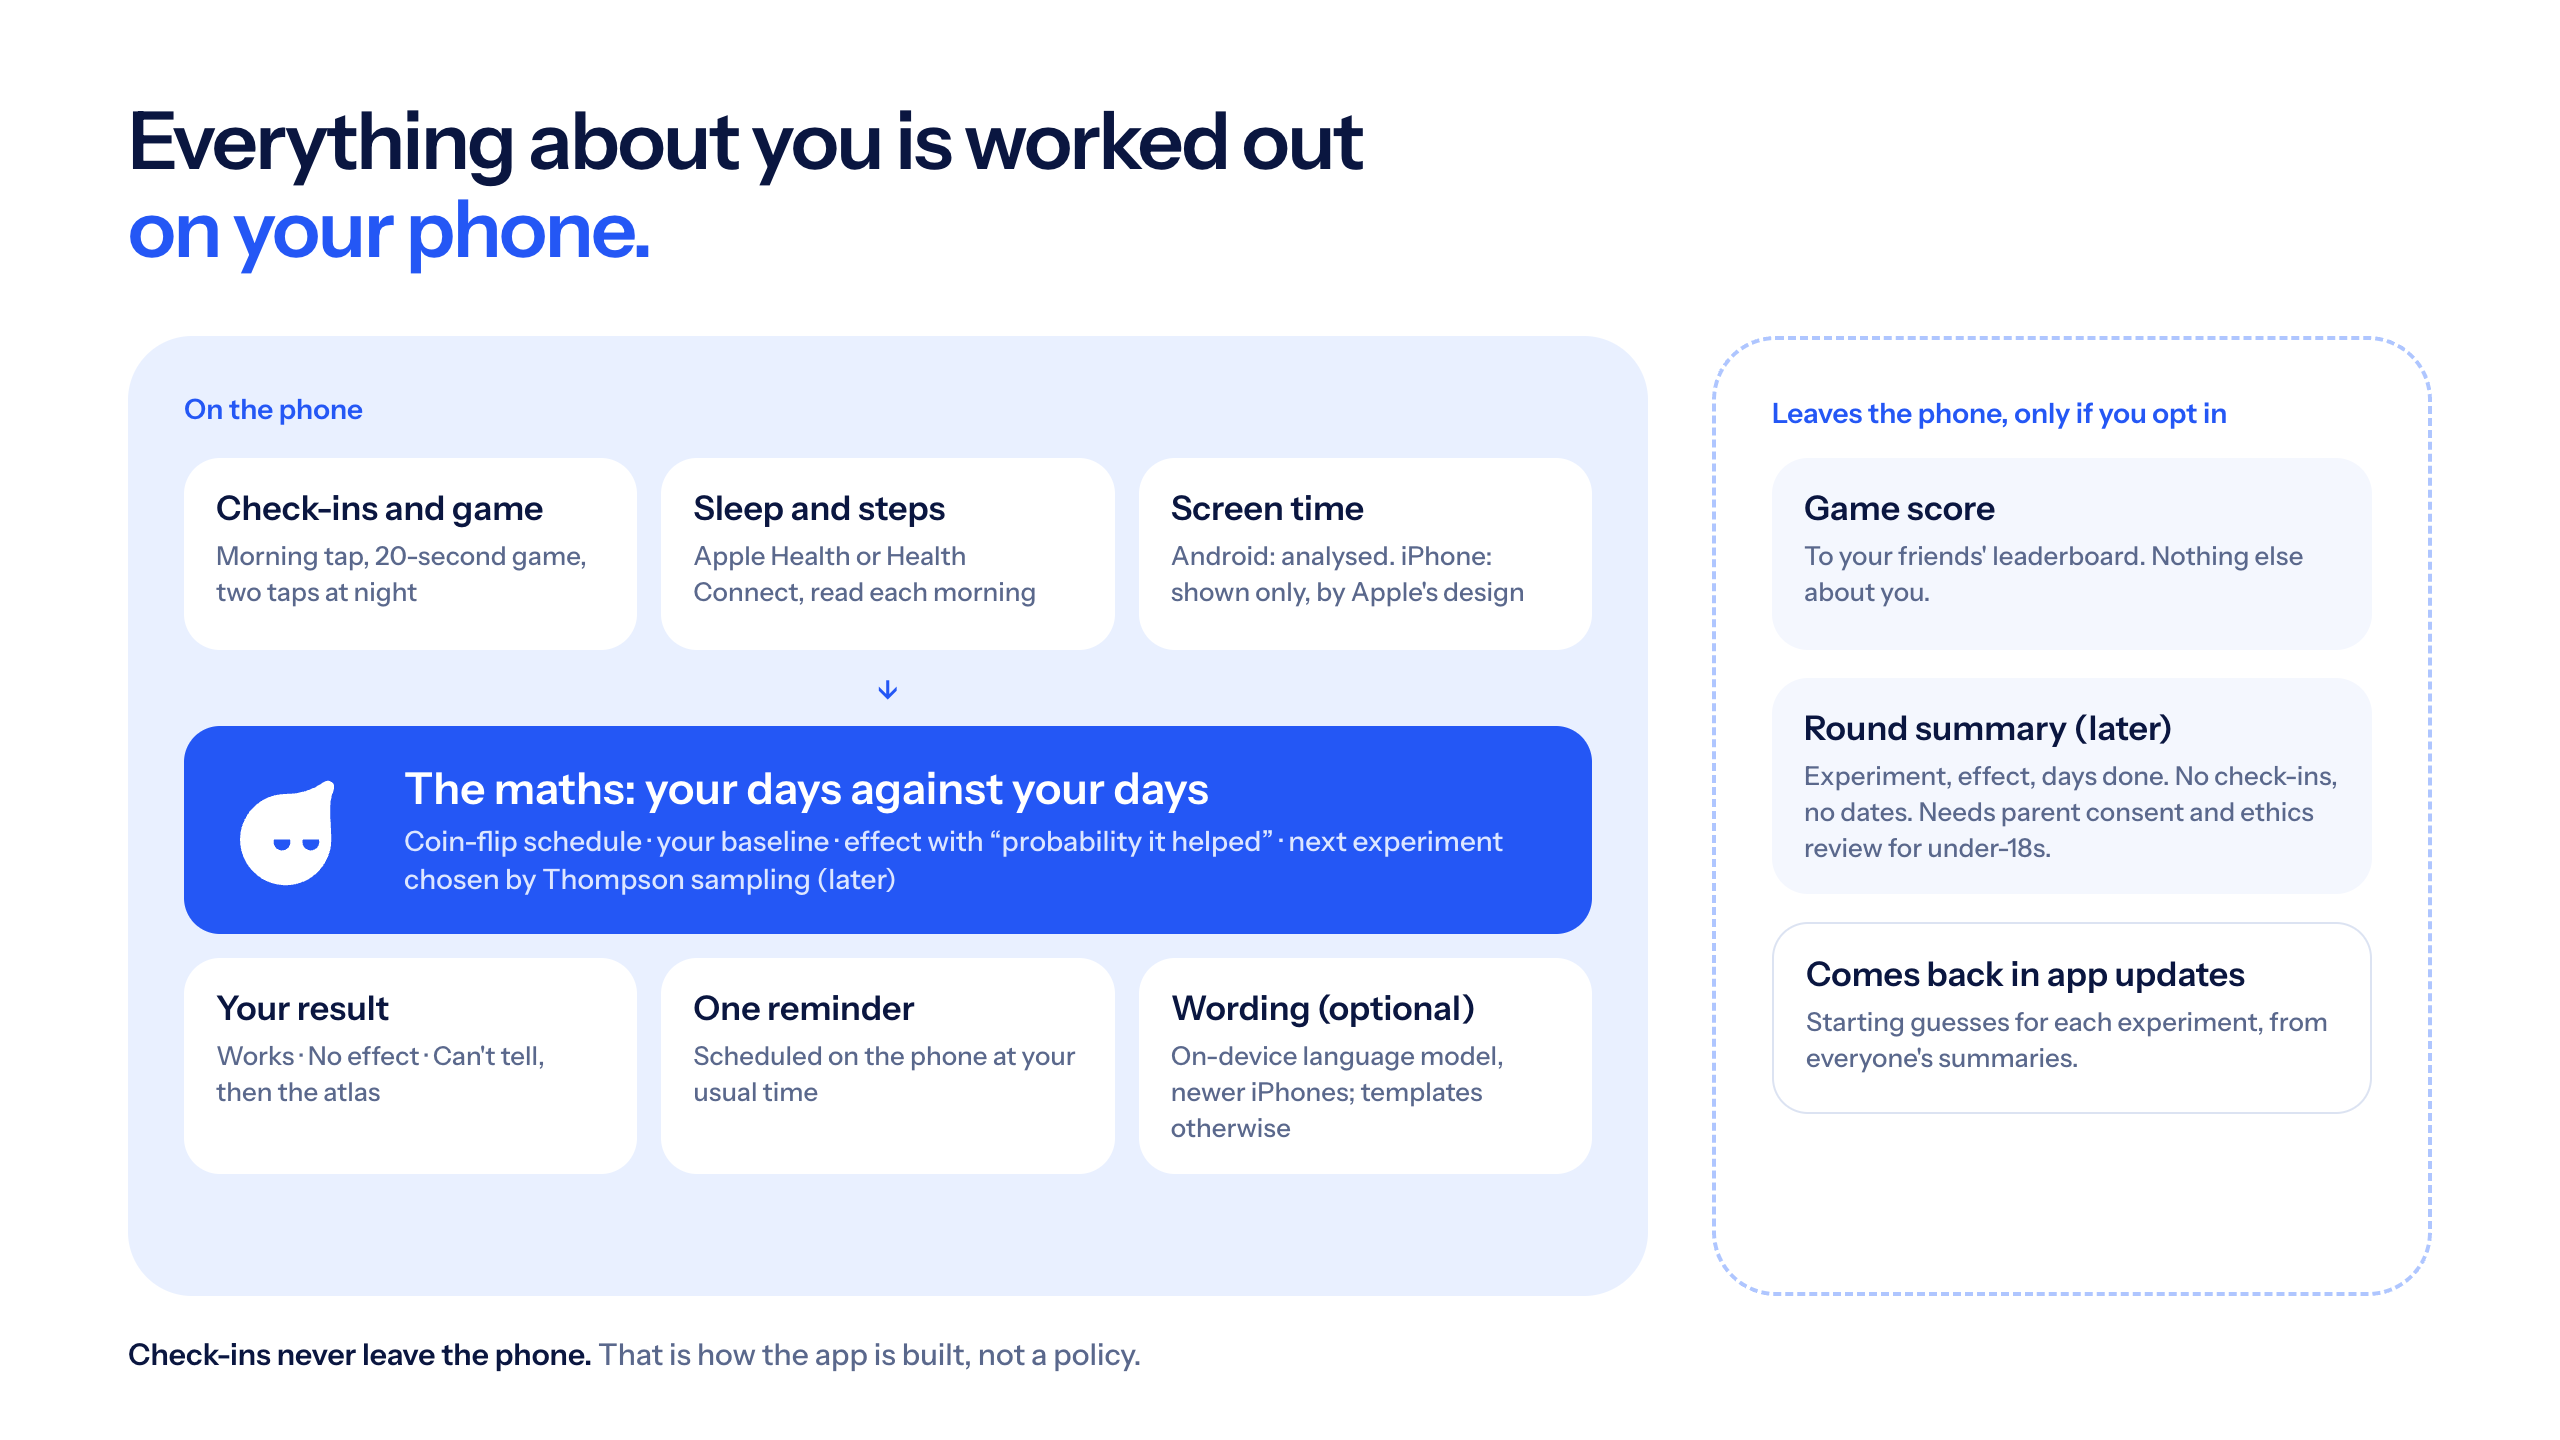 Everything about you is worked out
on your phone.
On the phone
Check-ins and game
Morning tap, 20-second game,
two taps at night
Sleep and steps
Apple Health or Health
Connect, read each morning
Screen time
Android: analysed. iPhone:
shown only, by Apple's design
↓
The maths: your days against your days
Coin-flip schedule · your baseline · effect with “probability it helped” · next experiment
chosen by Thompson sampling (later)
Your result
Works · No effect · Can't tell,
then the atlas
One reminder
Scheduled on the phone at your
usual time
Wording (optional)
On-device language model,
newer iPhones; templates
otherwise
Leaves the phone, only if you opt in
Game score
To your friends' leaderboard. Nothing else
about you.
Round summary (later)
Experiment, effect, days done. No check-ins,
no dates. Needs parent consent and ethics
review for under-18s.
Comes back in app updates
Starting guesses for each experiment, from
everyone's summaries.
Check-ins never leave the phone. That is how the app is built, not a policy.